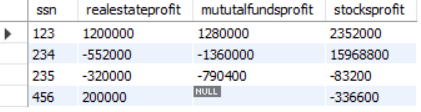 ssn realestateprofit mututalfundsprofit stocksprofit
123 1200000 1280000 2352000
234 -552000 -1360000 15968800
235 -320000 -790400 -83200
456 200000 NULL -336600